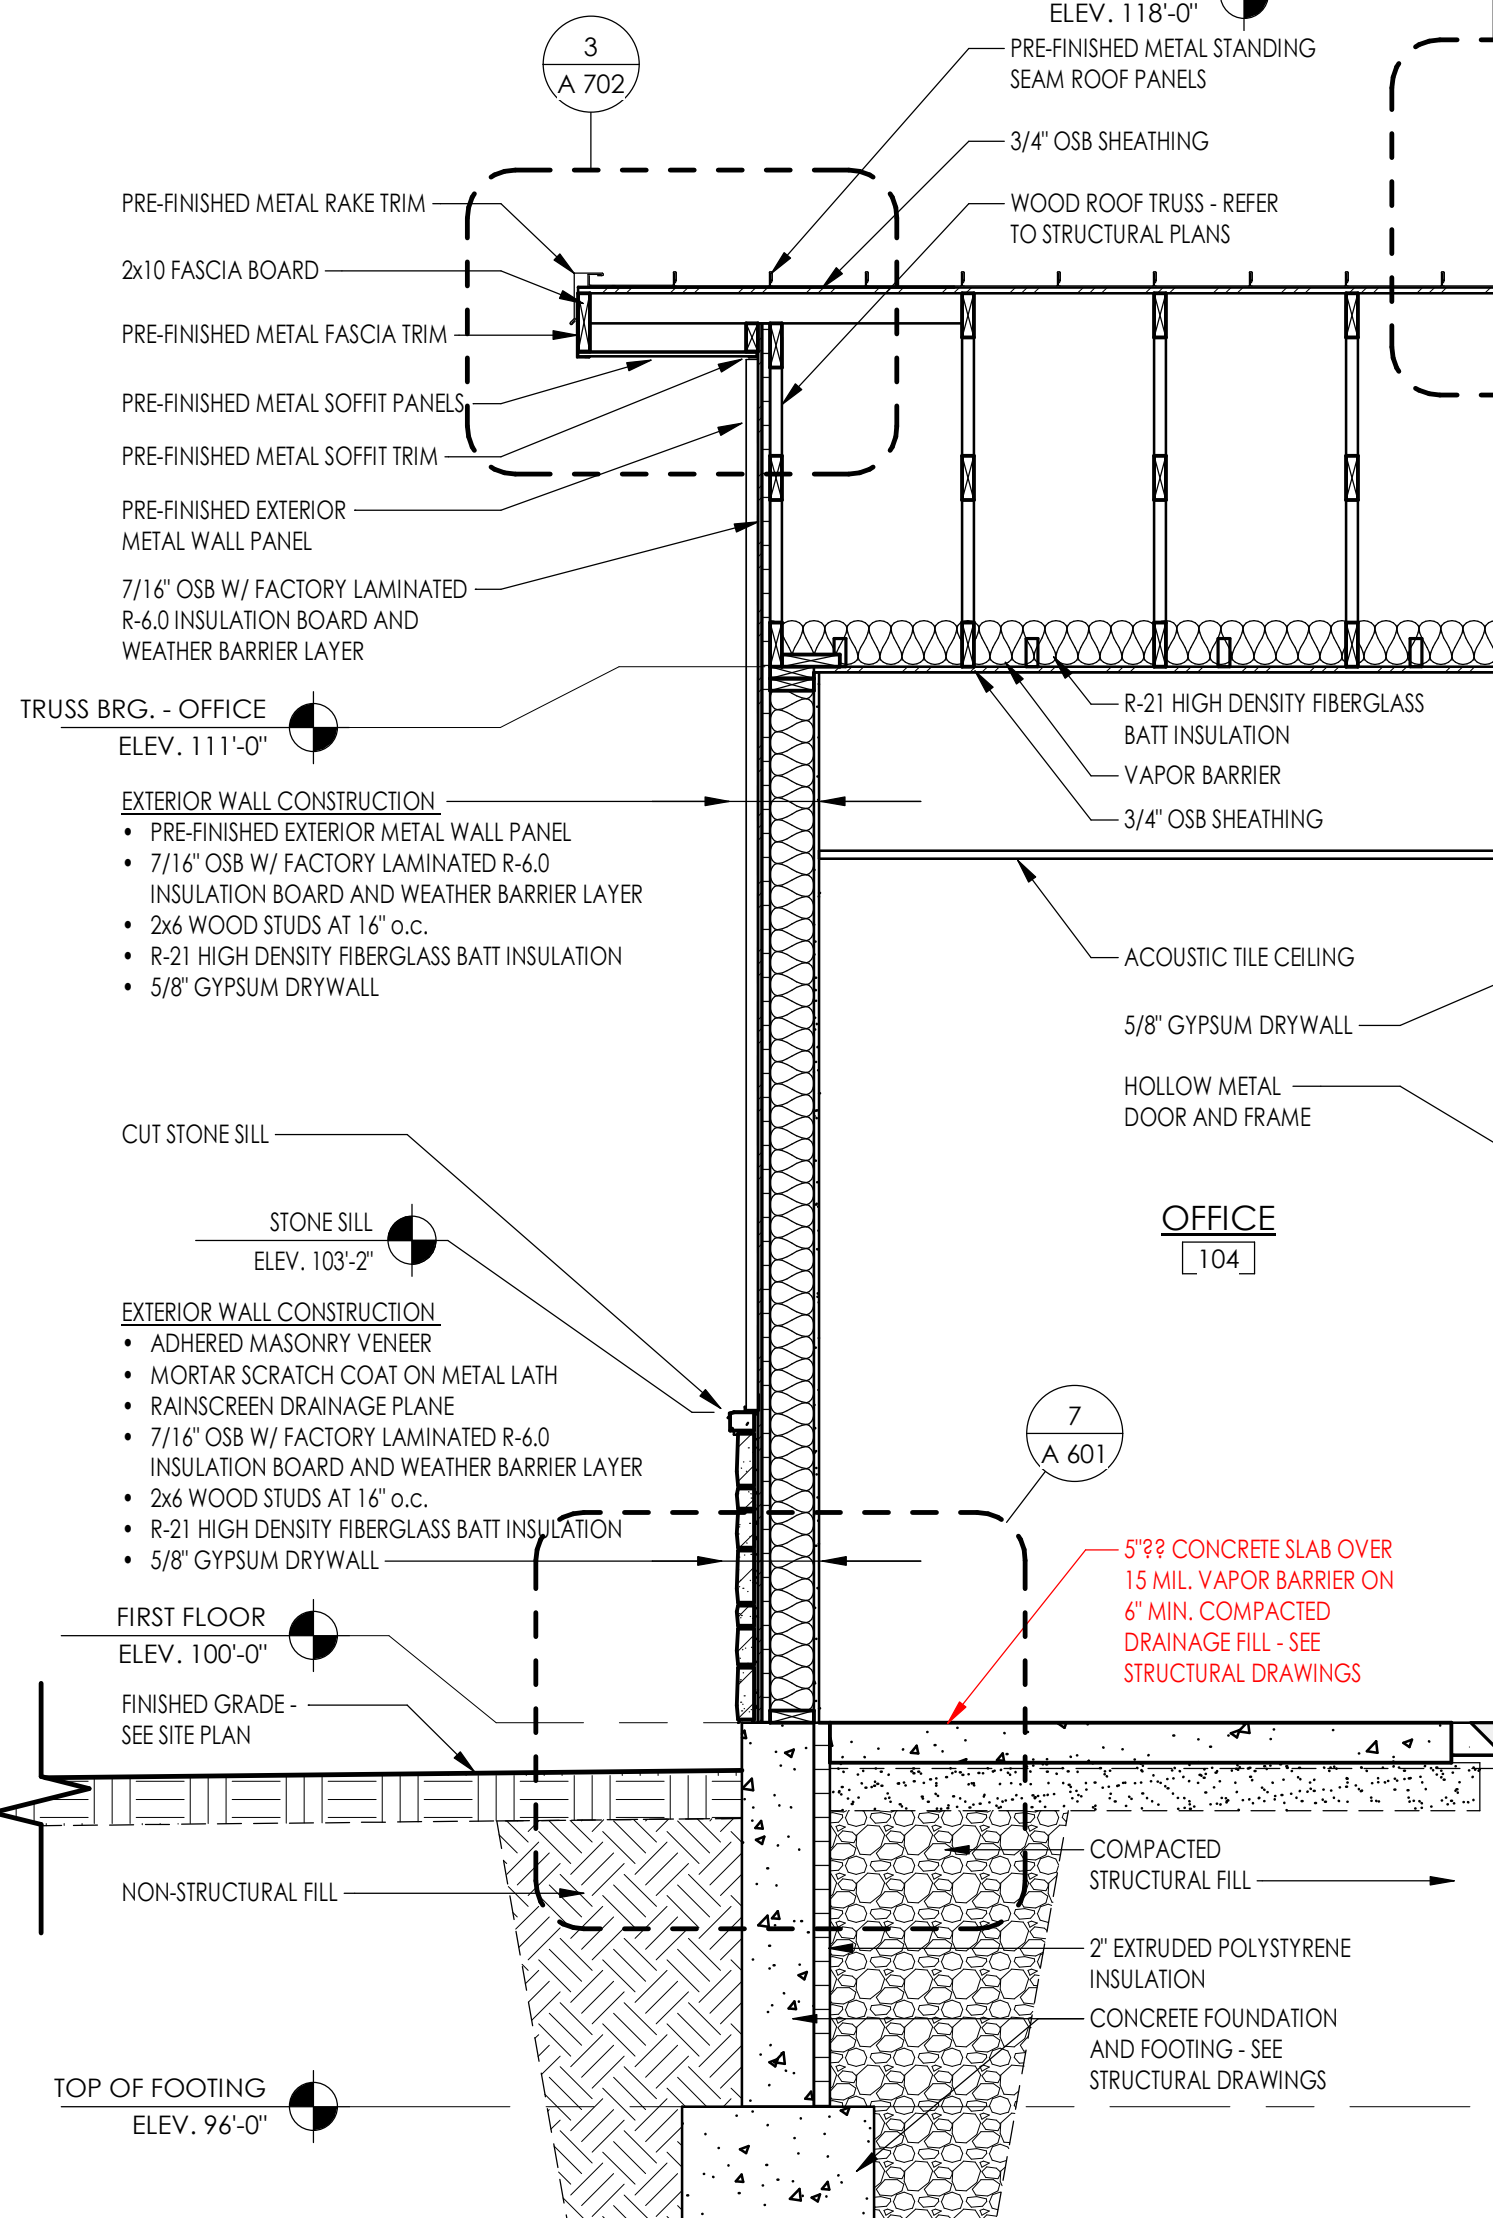 ELEV. 118'-0"
3
A 702
PRE-FINISHED METAL STANDING
SEAM ROOF PANELS
3/4" OSB SHEATHING
WOOD ROOF TRUSS - REFER
TO STRUCTURAL PLANS
PRE-FINISHED METAL RAKE TRIM
2x10 FASCIA BOARD
PRE-FINISHED METAL FASCIA TRIM
PRE-FINISHED METAL SOFFIT PANELS
PRE-FINISHED METAL SOFFIT TRIM
PRE-FINISHED EXTERIOR
METAL WALL PANEL
7/16" OSB W/ FACTORY LAMINATED
R-6.0 INSULATION BOARD AND
WEATHER BARRIER LAYER
TRUSS BRG. - OFFICE
ELEV. 111'-0"
R-21 HIGH DENSITY FIBERGLASS
BATT INSULATION
VAPOR BARRIER
3/4" OSB SHEATHING
EXTERIOR WALL CONSTRUCTION
• PRE-FINISHED EXTERIOR METAL WALL PANEL
• 7/16" OSB W/ FACTORY LAMINATED R-6.0
INSULATION BOARD AND WEATHER BARRIER LAYER
• 2x6 WOOD STUDS AT 16" o.c.
• R-21 HIGH DENSITY FIBERGLASS BATT INSULATION
• 5/8" GYPSUM DRYWALL
ACOUSTIC TILE CEILING
5/8" GYPSUM DRYWALL
HOLLOW METAL
DOOR AND FRAME
CUT STONE SILL
STONE SILL
ELEV. 103'-2"
OFFICE
104
EXTERIOR WALL CONSTRUCTION
• ADHERED MASONRY VENEER
• MORTAR SCRATCH COAT ON METAL LATH
• RAINSCREEN DRAINAGE PLANE
• 7/16" OSB W/ FACTORY LAMINATED R-6.0
INSULATION BOARD AND WEATHER BARRIER LAYER
• 2x6 WOOD STUDS AT 16" o.c.
• R-21 HIGH DENSITY FIBERGLASS BATT INSULATION
• 5/8" GYPSUM DRYWALL
7
A 601
5"?? CONCRETE SLAB OVER
15 MIL. VAPOR BARRIER ON
6" MIN. COMPACTED
DRAINAGE FILL - SEE
STRUCTURAL DRAWINGS
FIRST FLOOR
ELEV. 100'-0"
FINISHED GRADE -
SEE SITE PLAN
NON-STRUCTURAL FILL
COMPACTED
STRUCTURAL FILL
2" EXTRUDED POLYSTYRENE
INSULATION
CONCRETE FOUNDATION
AND FOOTING - SEE
STRUCTURAL DRAWINGS
TOP OF FOOTING
ELEV. 96'-0"